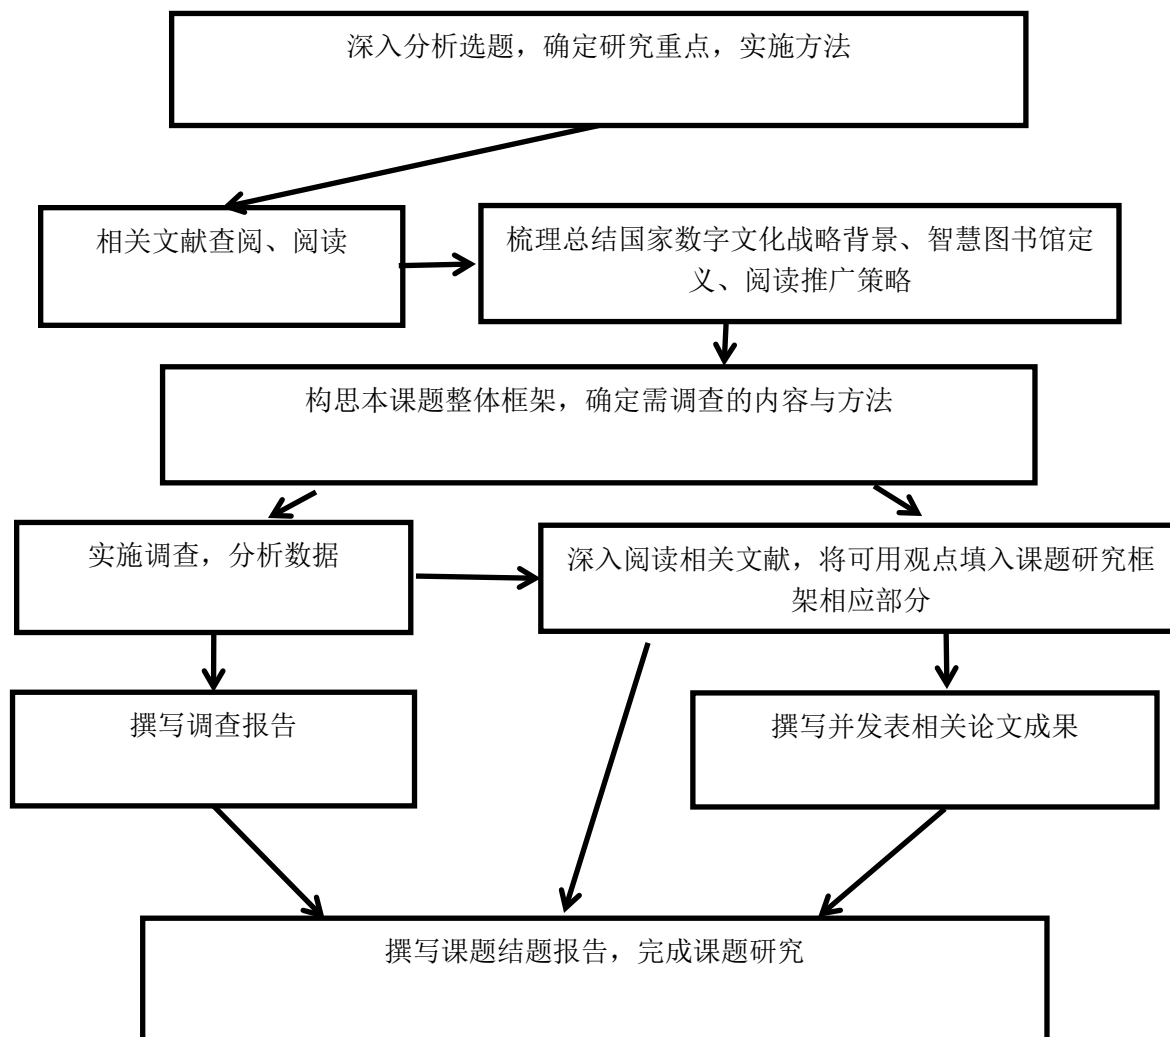 深入分析选题，确定研究重点，实施方法
相关文献查阅、阅读
梳理总结国家数字文化战略背景、智慧图书馆定
义、阅读推广策略
构思本课题整体框架，确定需调查的内容与方法
实施调查，分析数据
深入阅读相关文献，将可用观点填入课题研究框
架相应部分
撰写调查报告
撰写并发表相关论文成果
撰写课题结题报告，完成课题研究